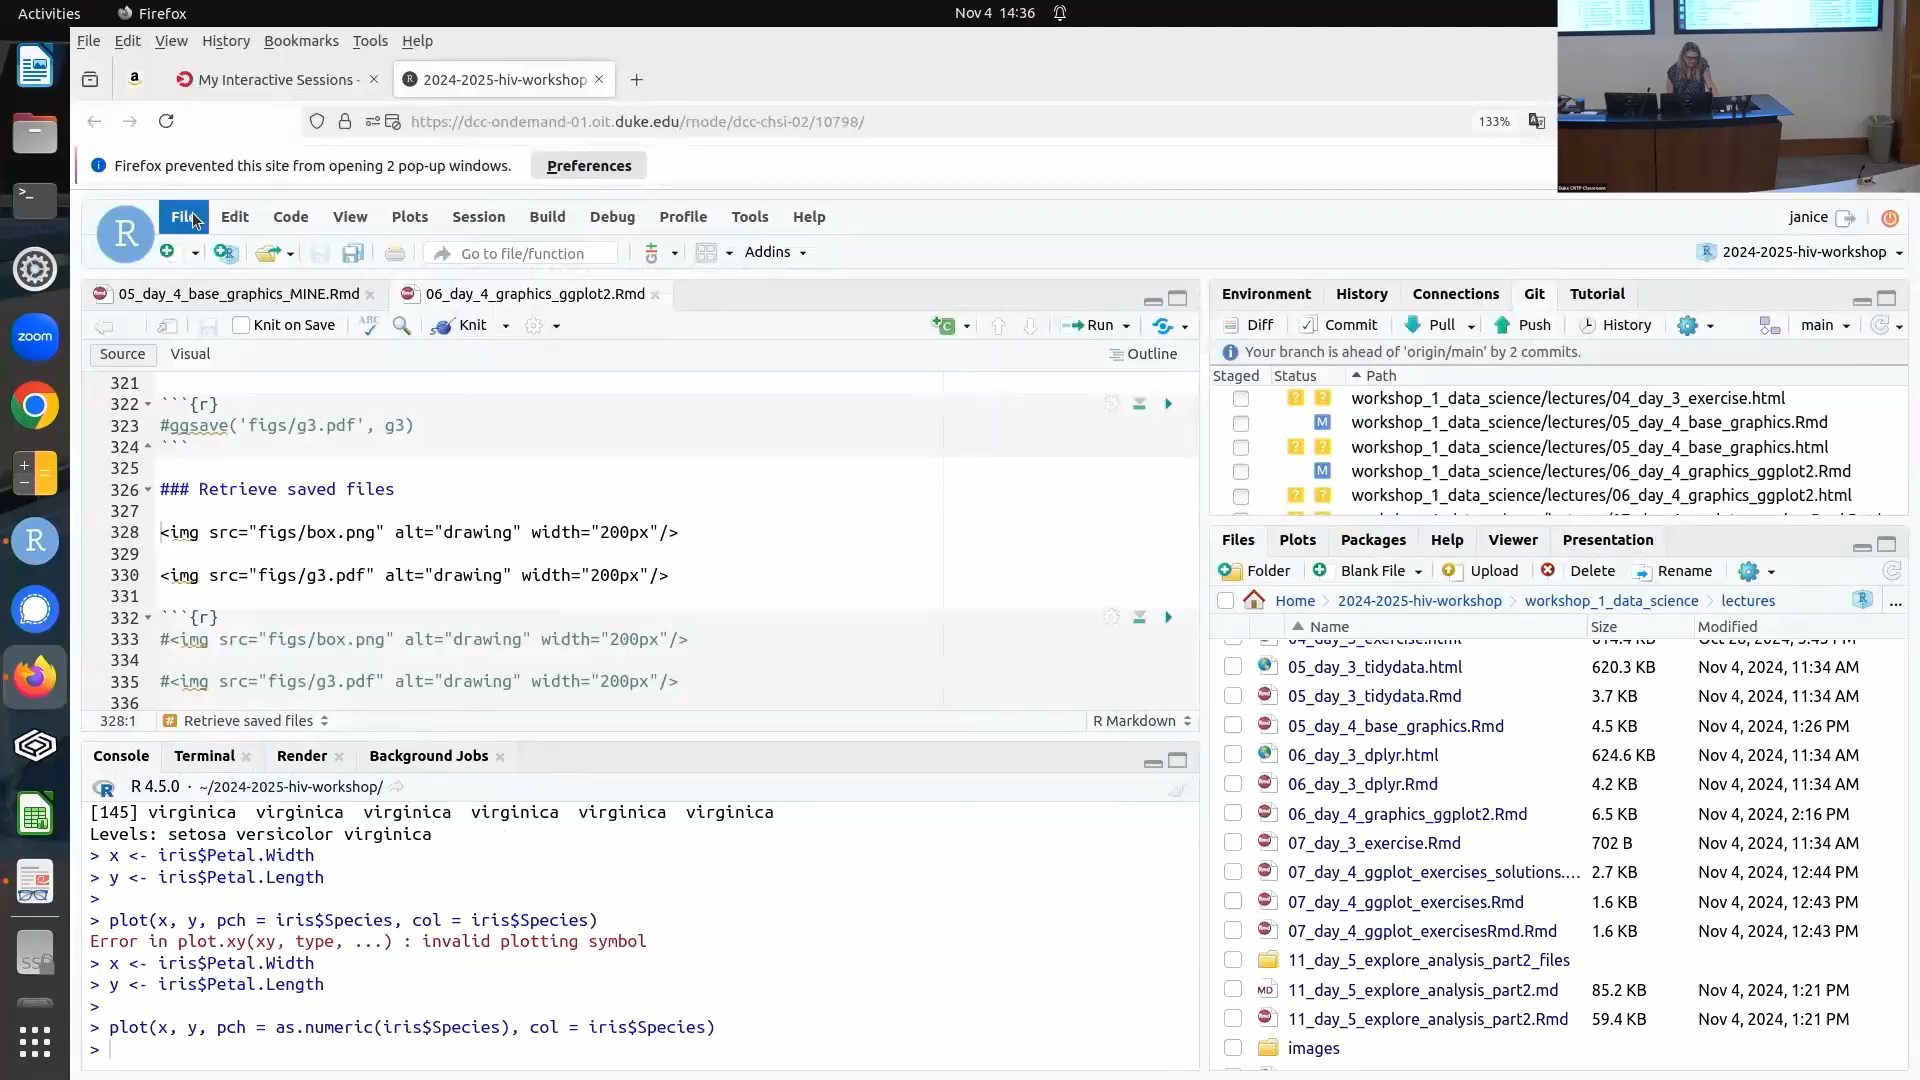 Activities Firefox Nov 4 14:36
File Edit View History Bookmarks Tools Help
My Interactive Sessions - 2024-2025-hiv-workshop
https://dcc-ondemand-01.oit.duke.edu/rnode/dcc-chsi-02/10798/ 133%
Firefox prevented this site from opening 2 pop-up windows. Preferences
File Edit Code View Plots Session Build Debug Profile Tools Help janice
Go to file/function Addins 2024-2025-hiv-workshop
05_day_4_base_graphics_MINE.Rmd 06_day_4_graphics_ggplot2.Rmd
Knit on Save ABC Knit Run
Source Visual Outline
321
322 ```{r}
323 #ggsave('figs/g3.pdf', g3)
324 ```
325
326 ### Retrieve saved files
327
328 <img src="figs/box.png" alt="drawing" width="200px"/>
329
330 <img src="figs/g3.pdf" alt="drawing" width="200px"/>
331
332 ```{r}
333 #<img src="figs/box.png" alt="drawing" width="200px"/>
334
335 #<img src="figs/g3.pdf" alt="drawing" width="200px"/>
336
328:1 Retrieve saved files R Markdown
Console Terminal Render Background Jobs
R 4.5.0 · ~/2024-2025-hiv-workshop/
[145] virginica virginica virginica virginica virginica virginica
Levels: setosa versicolor virginica
> x <- iris$Petal.Width
> y <- iris$Petal.Length
>
> plot(x, y, pch = iris$Species, col = iris$Species)
Error in plot.xy(xy, type, ...) : invalid plotting symbol
> x <- iris$Petal.Width
> y <- iris$Petal.Length
>
> plot(x, y, pch = as.numeric(iris$Species), col = iris$Species)
>
Environment History Connections Git Tutorial
Diff Commit Pull Push History main
Your branch is ahead of 'origin/main' by 2 commits.
Staged Status Path
? ? workshop_1_data_science/lectures/04_day_3_exercise.html
M workshop_1_data_science/lectures/05_day_4_base_graphics.Rmd
? ? workshop_1_data_science/lectures/05_day_4_base_graphics.html
M workshop_1_data_science/lectures/06_day_4_graphics_ggplot2.Rmd
? ? workshop_1_data_science/lectures/06_day_4_graphics_ggplot2.html
Files Plots Packages Help Viewer Presentation
Folder Blank File Upload Delete Rename
Home 2024-2025-hiv-workshop workshop_1_data_science lectures ...
Name Size Modified
05_day_3_tidydata.html 620.3 KB Nov 4, 2024, 11:34 AM
05_day_3_tidydata.Rmd 3.7 KB Nov 4, 2024, 11:34 AM
05_day_4_base_graphics.Rmd 4.5 KB Nov 4, 2024, 1:26 PM
06_day_3_dplyr.html 624.6 KB Nov 4, 2024, 11:34 AM
06_day_3_dplyr.Rmd 4.2 KB Nov 4, 2024, 11:34 AM
06_day_4_graphics_ggplot2.Rmd 6.5 KB Nov 4, 2024, 2:16 PM
07_day_3_exercise.Rmd 702 B Nov 4, 2024, 11:34 AM
07_day_4_ggplot_exercises_solutions.... 2.7 KB Nov 4, 2024, 12:44 PM
07_day_4_ggplot_exercises.Rmd 1.6 KB Nov 4, 2024, 12:43 PM
07_day_4_ggplot_exercisesRmd.Rmd 1.6 KB Nov 4, 2024, 12:43 PM
11_day_5_explore_analysis_part2_files
MD 11_day_5_explore_analysis_part2.md 85.2 KB Nov 4, 2024, 1:21 PM
11_day_5_explore_analysis_part2.Rmd 59.4 KB Nov 4, 2024, 1:21 PM
images
zoom
Duke CRTP Classroom